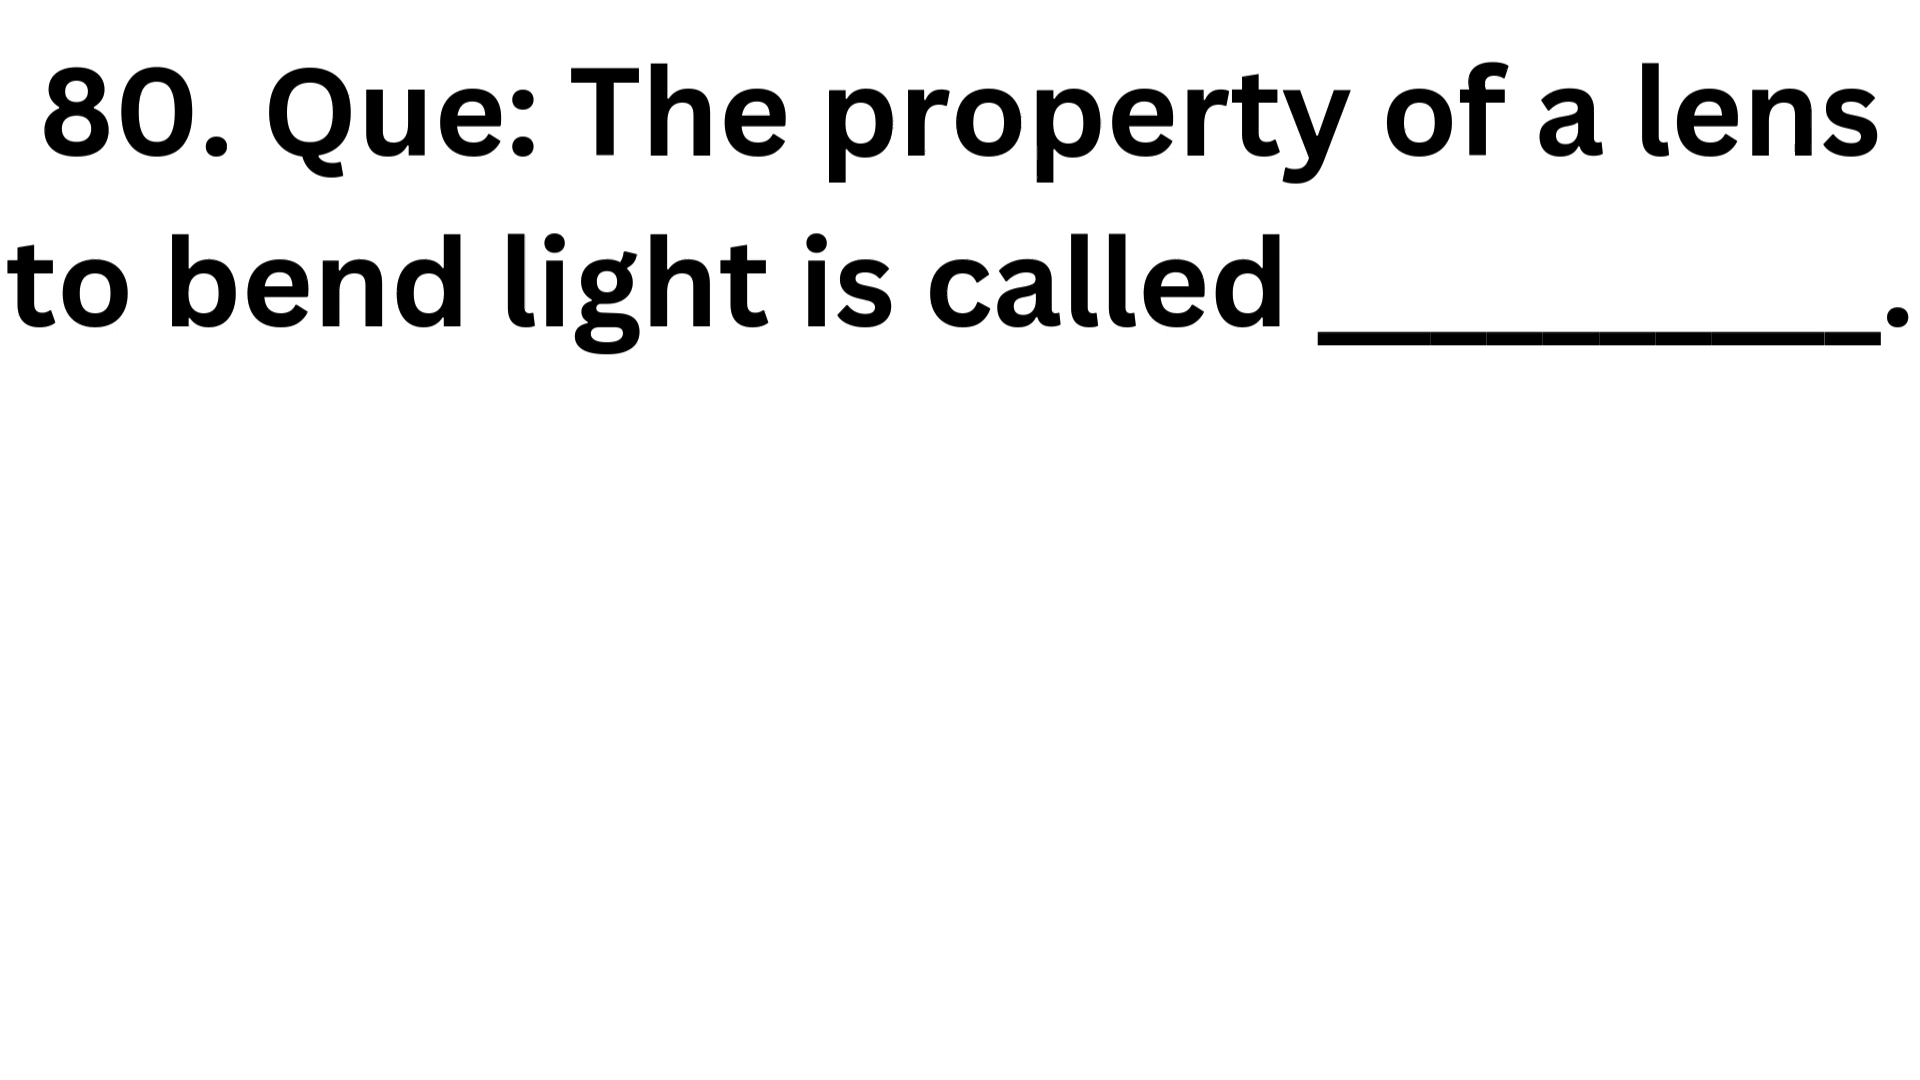 80. Que: The property of a lens
to bend light is called __________.